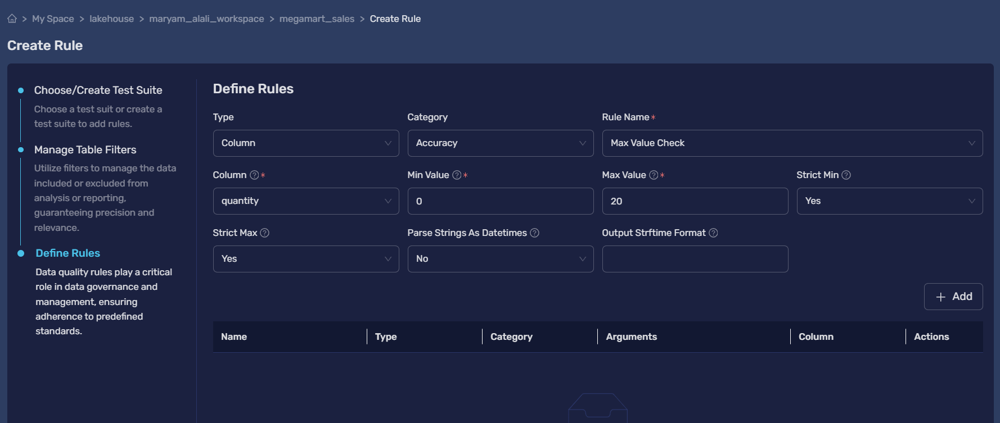 > My Space > lakehouse > maryam_alali_workspace > megamart_sales > Create Rule
Create Rule
Choose/Create Test Suite
Choose a test suit or create a
test suite to add rules.
Manage Table Filters
Utilize filters to manage the data
included or excluded from
analysis or reporting,
guaranteeing precision and
relevance.
Define Rules
Data quality rules play a critical
role in data governance and
management, ensuring
adherence to predefined
standards.
Define Rules
Type Category Rule Name *
Column Accuracy Max Value Check
Column ? * Min Value ? * Max Value ? * Strict Min ?
quantity 0 20 Yes
Strict Max ? Parse Strings As Datetimes ? Output Strftime Format ?
Yes No
+ Add
Name Type Category Arguments Column Actions